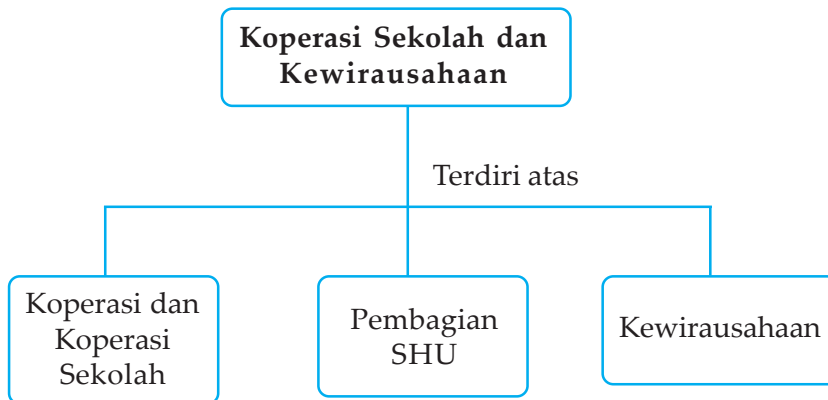 Koperasi Sekolah dan
Kewirausahaan
Terdiri atas
Koperasi dan
Koperasi
Sekolah
Pembagian
SHU
Kewirausahaan